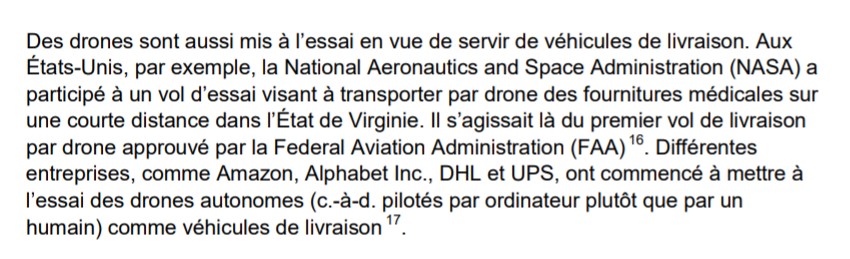 Des drones sont aussi mis à l’essai en vue de servir de véhicules de livraison. Aux
États-Unis, par exemple, la National Aeronautics and Space Administration (NASA) a
participé à un vol d’essai visant à transporter par drone des fournitures médicales sur
une courte distance dans l’État de Virginie. Il s’agissait là du premier vol de livraison
par drone approuvé par la Federal Aviation Administration (FAA) 16. Différentes
entreprises, comme Amazon, Alphabet Inc., DHL et UPS, ont commencé à mettre à
l’essai des drones autonomes (c.-à-d. pilotés par ordinateur plutôt que par un
humain) comme véhicules de livraison 17.